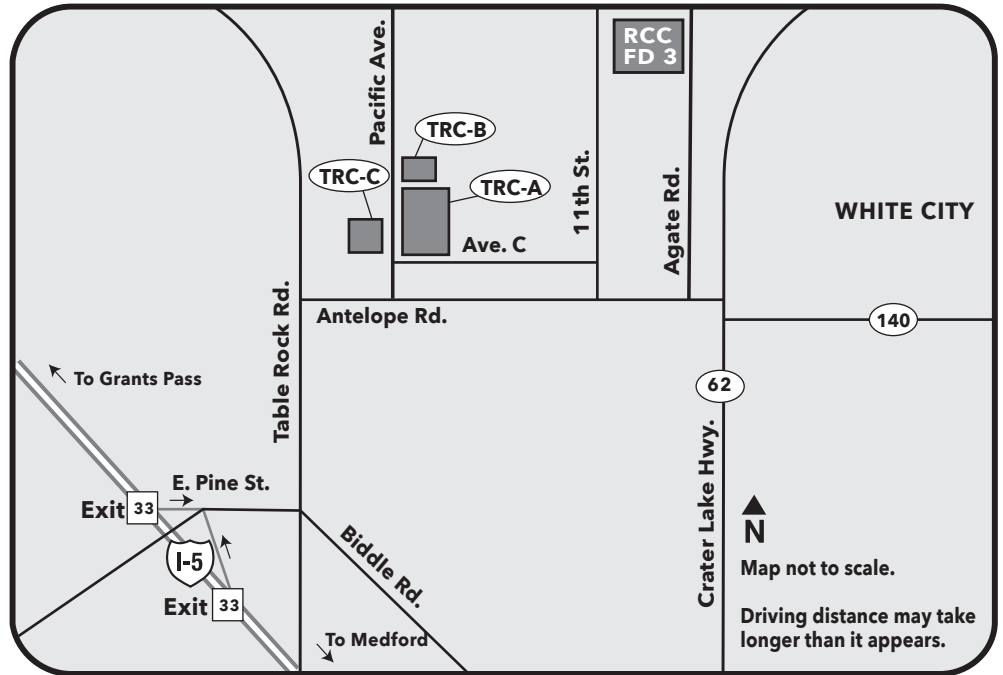 RCC
FD 3
Pacific Ave.
TRC-B
TRC-C
TRC-A
11th St.
Agate Rd.
WHITE CITY
Ave. C
Table Rock Rd.
Antelope Rd.
140
To Grants Pass
62
E. Pine St.
Exit 33
Crater Lake Hwy.
I-5
Biddle Rd.
N
Map not to scale.
Exit 33
Driving distance may take
longer than it appears.
To Medford